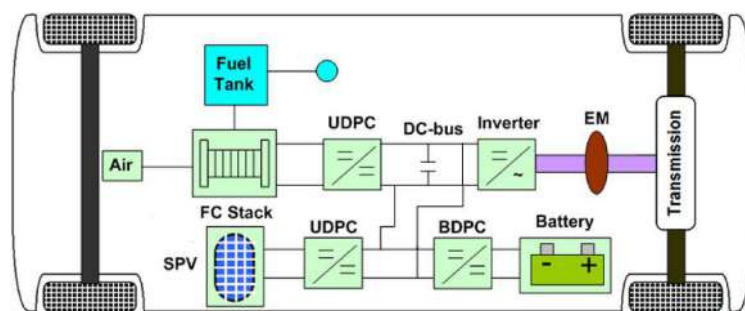 Fuel
Tank
UDPC
DC-bus
Inverter
EM
Air
Transmission
FC Stack
UDPC
BDPC
Battery
SPV
- +
~